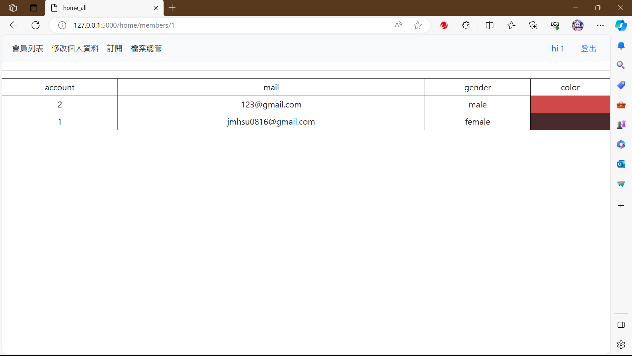 home_all
127.0.0.1:5000/home/members/1
會員列表 修改個人資料 訂閱 檔案總管 hi 1 登出
account mail gender color
2 123@gmail.com male
1 jmhsu0816@gmail.com female